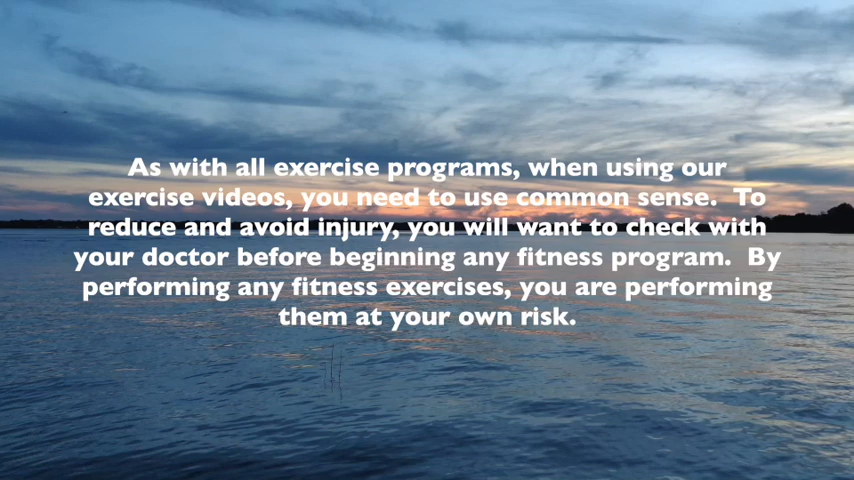 As with all exercise programs, when using our
exercise videos, you need to use common sense.  To
reduce and avoid injury, you will want to check with
your doctor before beginning any fitness program.  By
performing any fitness exercises, you are performing
them at your own risk.